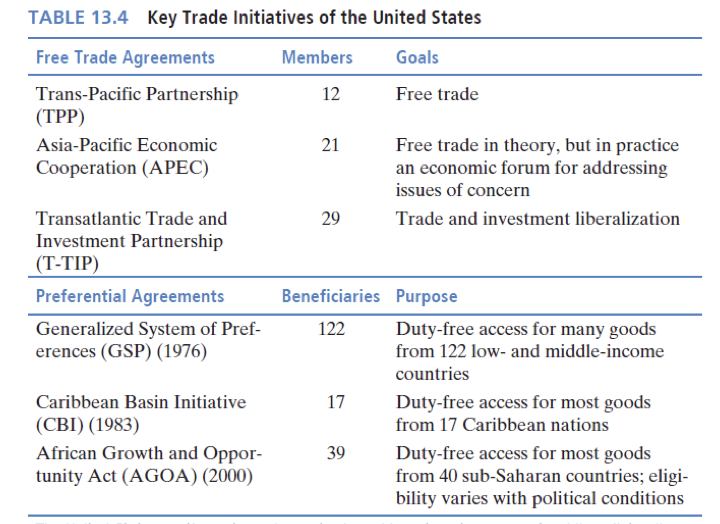 TABLE 13.4 Key Trade Initiatives of the United States
Free Trade Agreements Members Goals
Trans-Pacific Partnership 12 Free trade
(TPP)
Asia-Pacific Economic 21 Free trade in theory, but in practice
Cooperation (APEC) an economic forum for addressing
issues of concern
Transatlantic Trade and 29 Trade and investment liberalization
Investment Partnership
(T-TIP)
Preferential Agreements Beneficiaries Purpose
Generalized System of Pref- 122 Duty-free access for many goods
erences (GSP) (1976) from 122 low- and middle-income
countries
Caribbean Basin Initiative 17 Duty-free access for most goods
(CBI) (1983) from 17 Caribbean nations
African Growth and Oppor- 39 Duty-free access for most goods
tunity Act (AGOA) (2000) from 40 sub-Saharan countries; eligi-
bility varies with political conditions